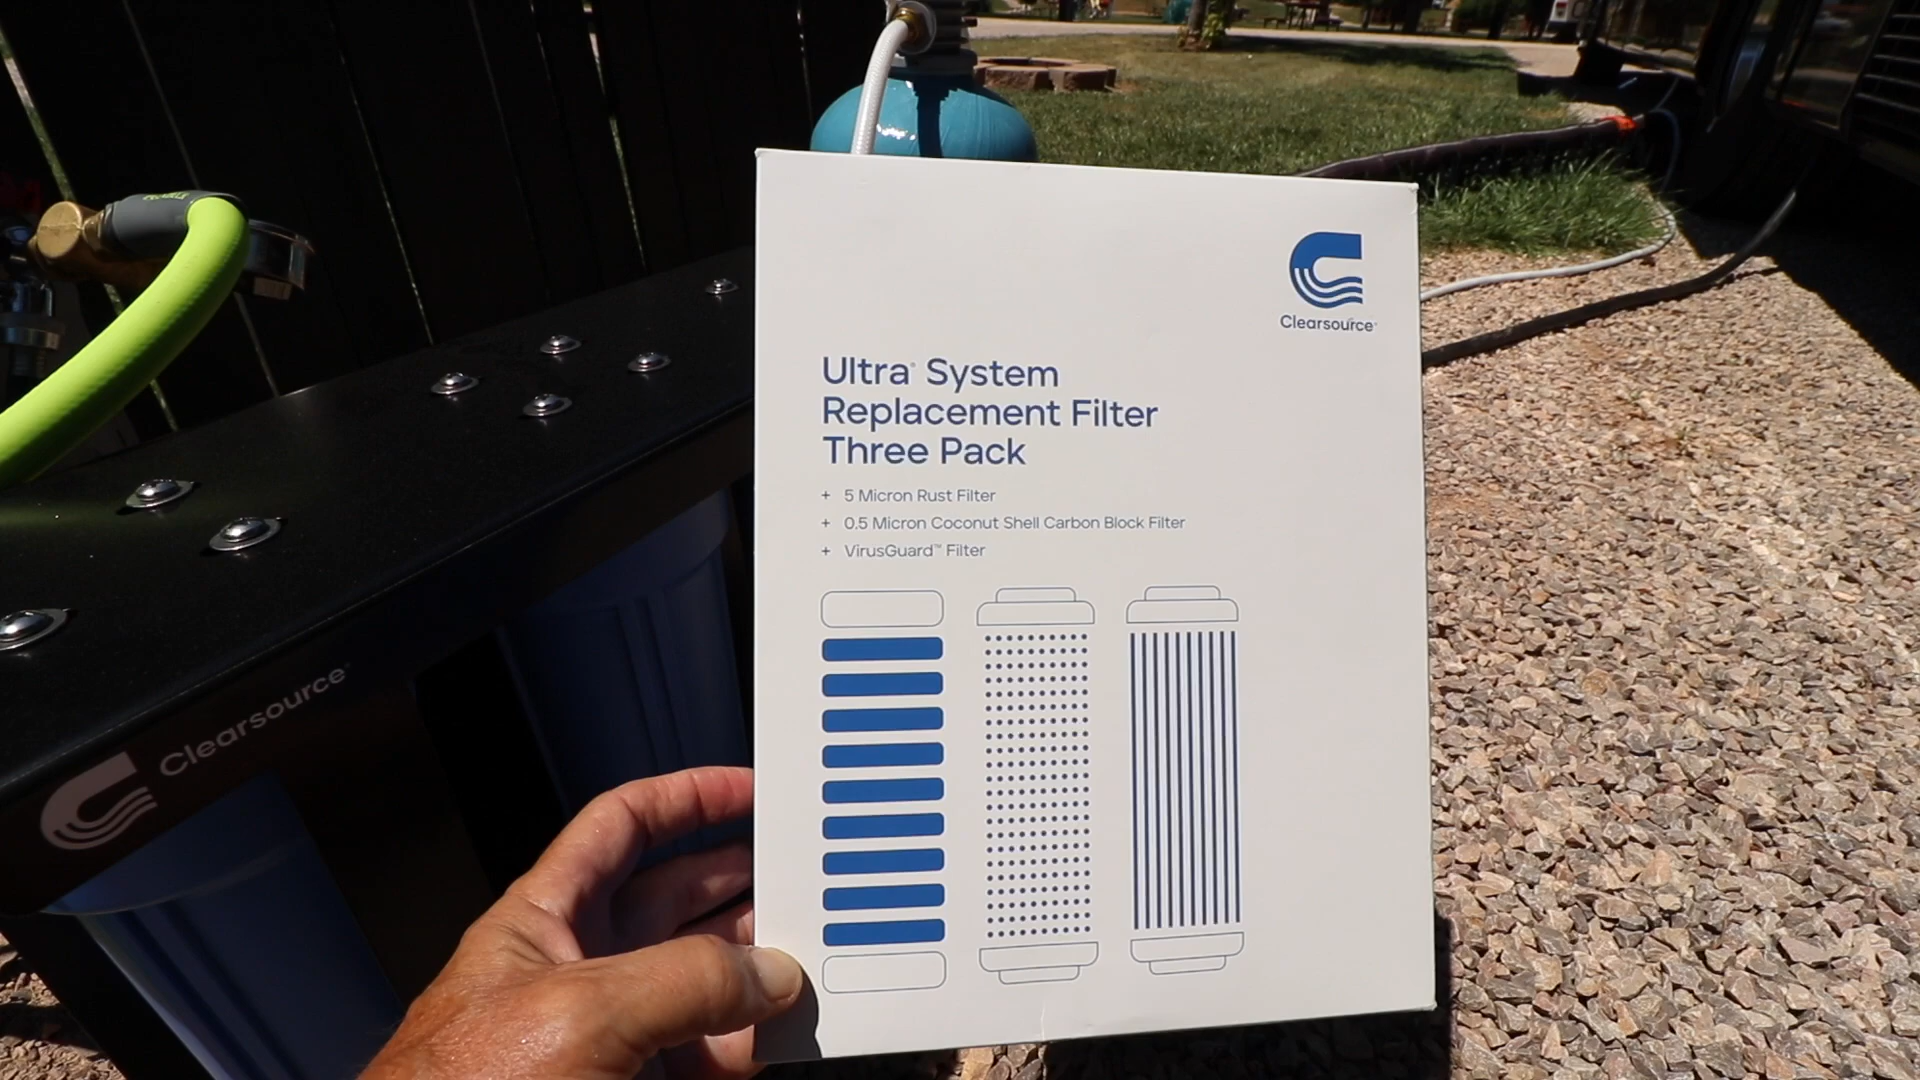 Clearsource
Ultra® System
Replacement Filter
Three Pack
+ 5 Micron Rust Filter
+ 0.5 Micron Coconut Shell Carbon Block Filter
+ VirusGuard™ Filter
Clearsource